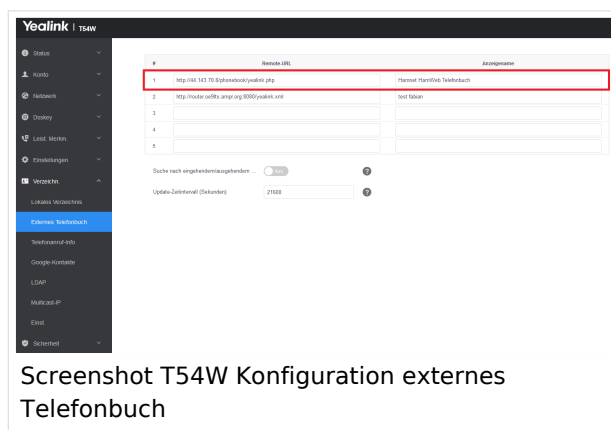 Yealink | T54W
Status
Konto
Netzwerk
Dsskey
Leist. Merkm.
Einstellungen
Verzeichn.
Lokales Verzeichnis
Externes Telefonbuch
Telefonanruf-Info
Google-Kontakte
LDAP
Multicast-IP
Einst.
Sicherheit
# Remote-URL Anzeigename
1 http://44.143.70.8/phonebook/yealink.php Hamnet HamWeb Telefonbuch
2 http://router.oe9ltx.ampr.org:8080/yealink.xml test fabian
3
4
5
Suche nach eingehendem/ausgehendem ...
Update-Zeitintervall (Sekunden) 21600
Screenshot T54W Konfiguration externes
Telefonbuch